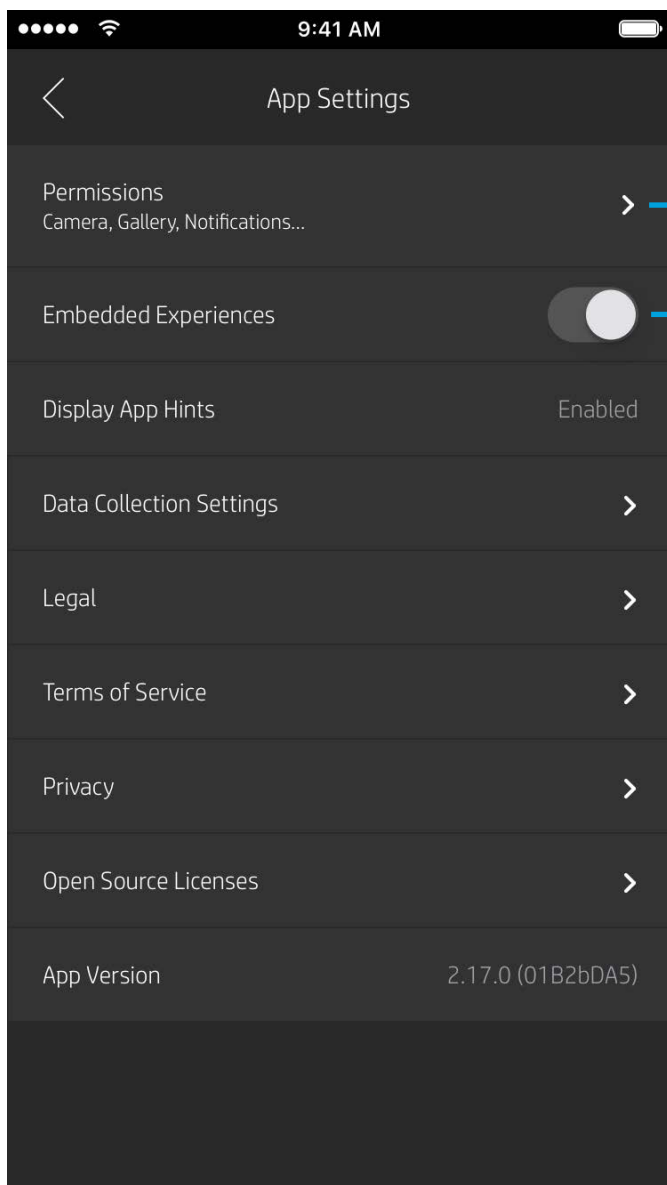 9:41 AM
App Settings
Permissions
Camera, Gallery, Notifications...
Embedded Experiences
Display App Hints Enabled
Data Collection Settings
Legal
Terms of Service
Privacy
Open Source Licenses
App Version 2.17.0 (01B2bDA5)